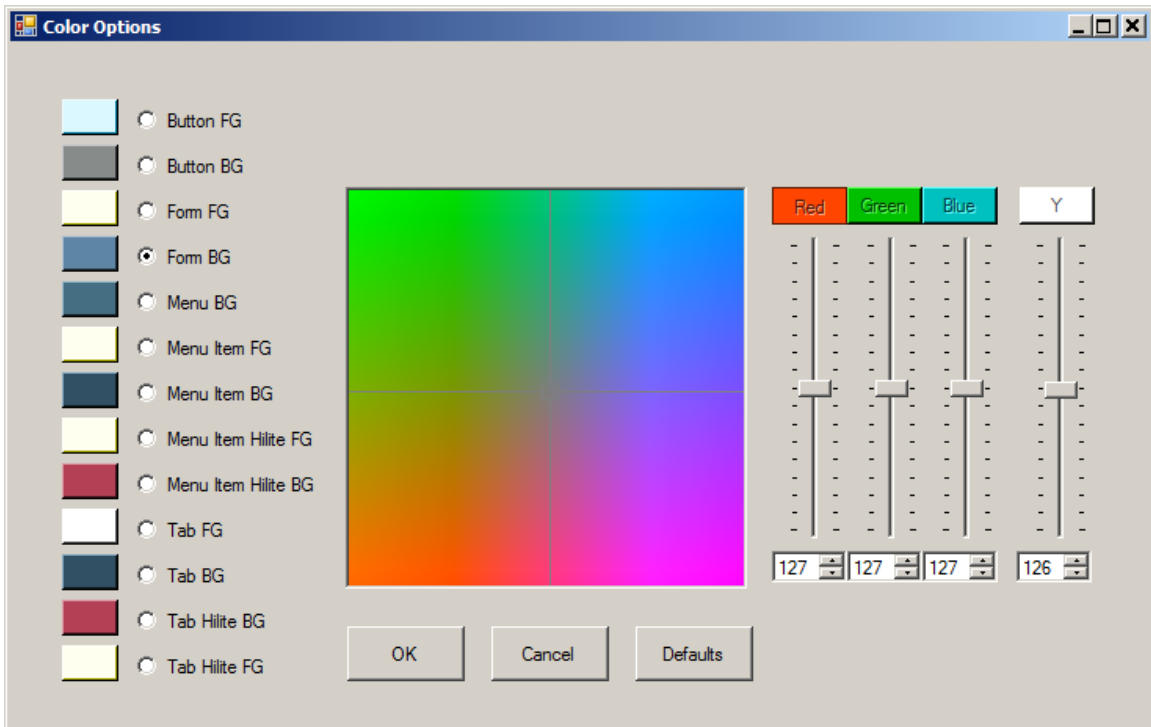 Color Options
Button FG
Button BG
Form FG
Form BG
Menu BG
Menu Item FG
Menu Item BG
Menu Item Hilite FG
Menu Item Hilite BG
Tab FG
Tab BG
Tab Hilite BG
Tab Hilite FG
Red Green Blue Y
127 127 127 126
OK Cancel Defaults